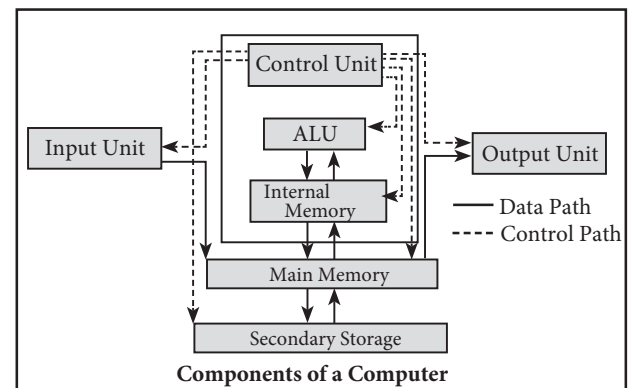 Control Unit
ALU
Input Unit
Output Unit
Internal
Memory
Data Path
Control Path
Main Memory
Secondary Storage
Components of a Computer